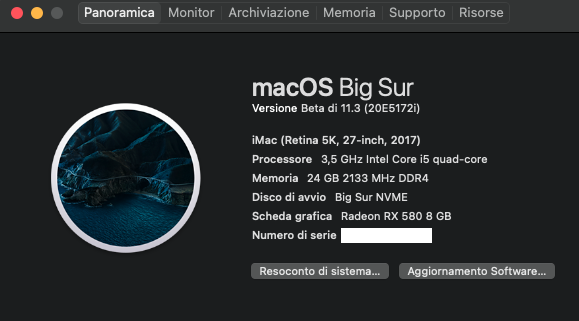 Panoramica Monitor Archiviazione Memoria Supporto Risorse
macOS Big Sur
Versione Beta di 11.3 (20E5172i)
iMac (Retina 5K, 27-inch, 2017)
Processore 3,5 GHz Intel Core i5 quad-core
Memoria 24 GB 2133 MHz DDR4
Disco di avvio Big Sur NVME
Scheda grafica Radeon RX 580 8 GB
Numero di serie
Resoconto di sistema... Aggiornamento Software...